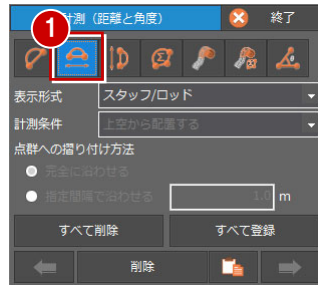 計測（距離と角度）
終了
1
表示形式
スタッフ/ロッド
計測条件
上空から配置する
点群への摺り付け方法
完全に沿わせる
指定間隔で沿わせる
1.0 m
すべて削除
すべて登録
削除